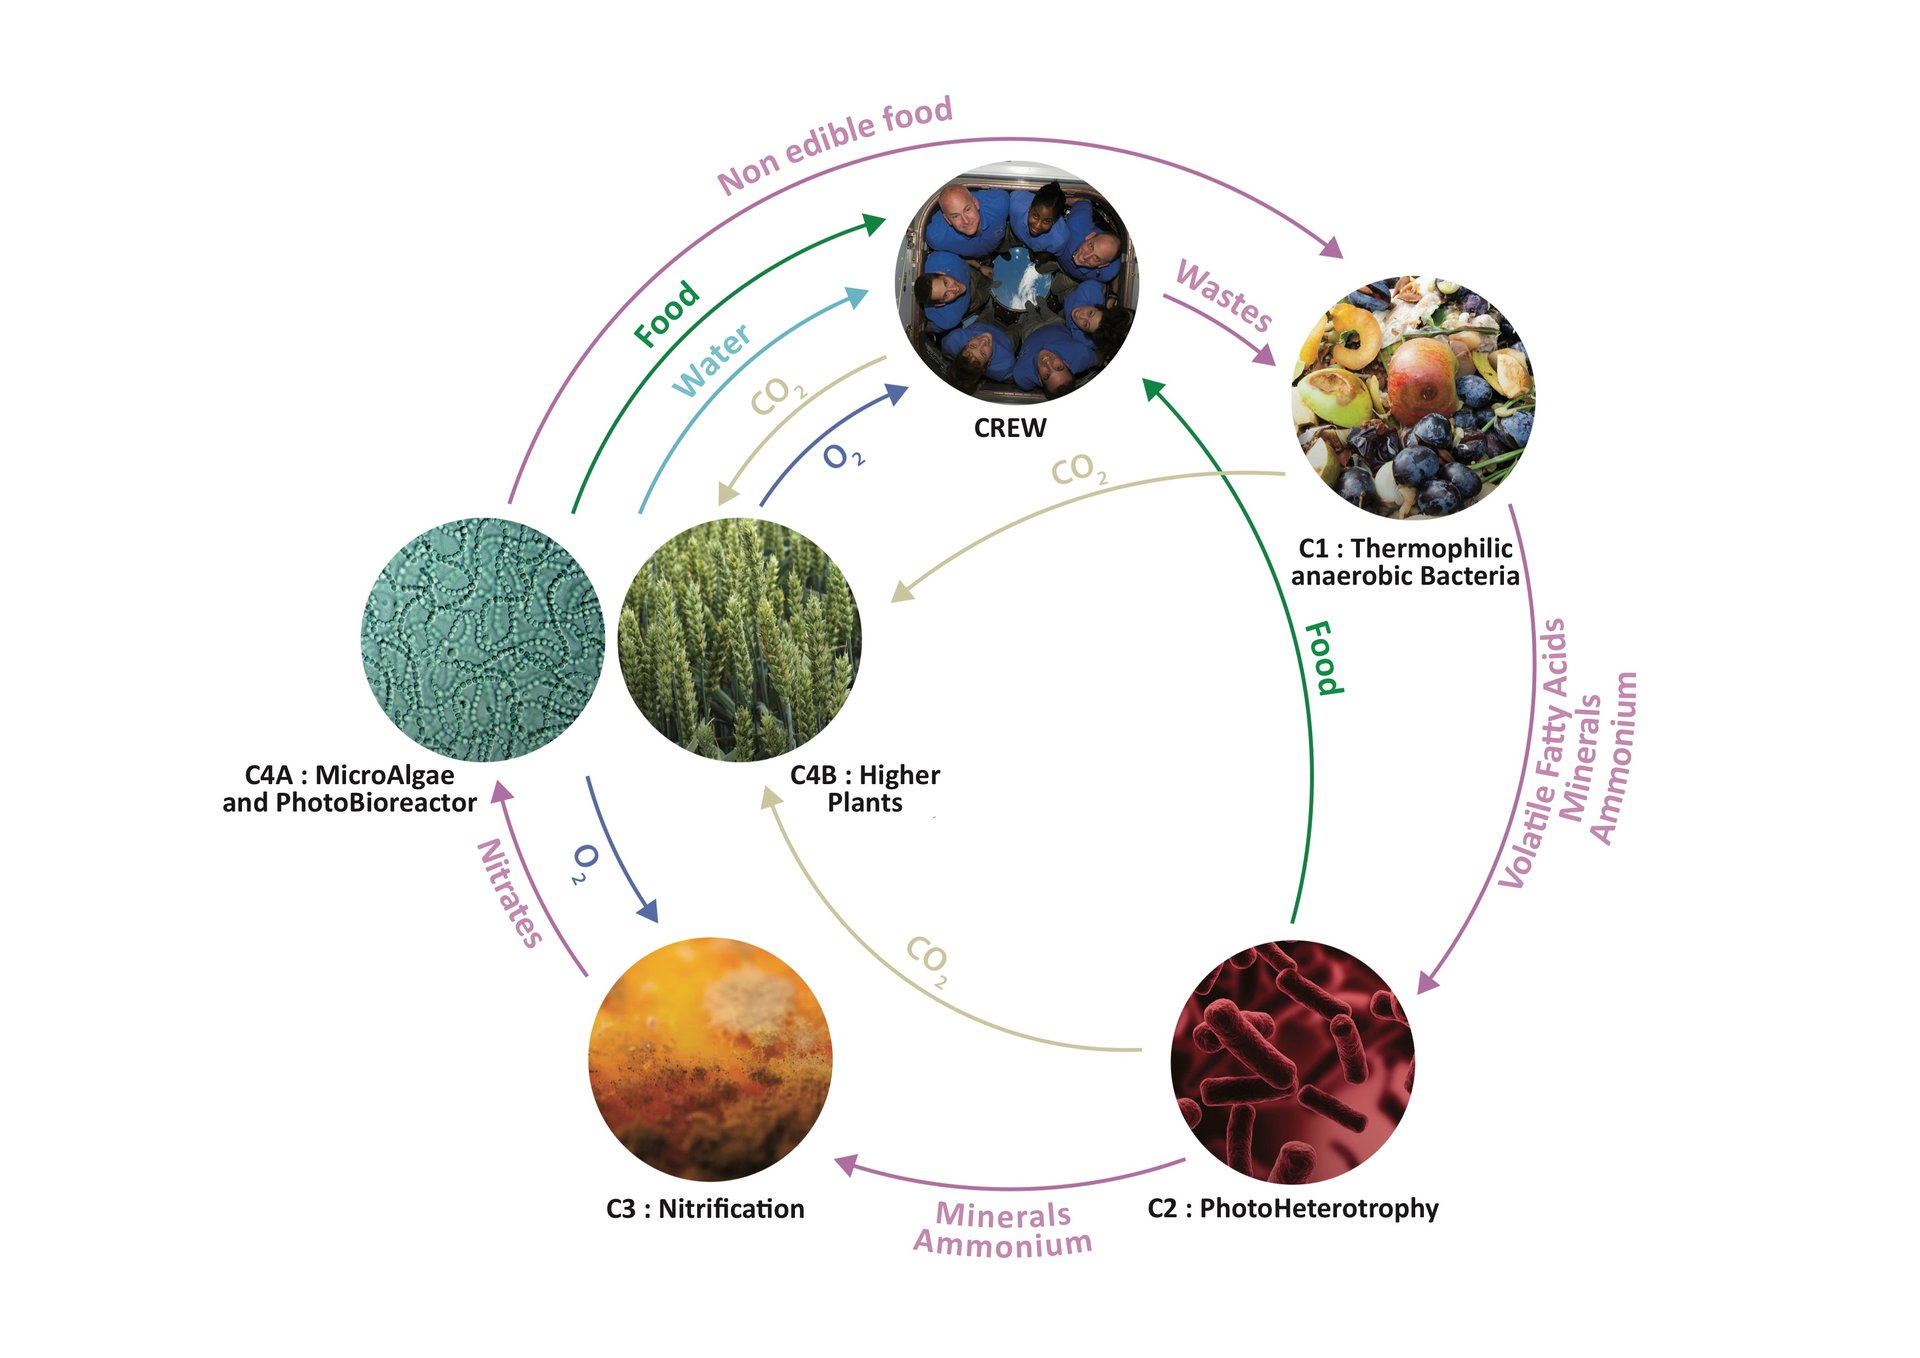 Non edible food
Food
Water
CO2
O2
Wastes
CREW
CO2
C1 : Thermophilic
anaerobic Bacteria
Food
Volatile Fatty Acids
Minerals
Ammonium
C4A : MicroAlgae
and PhotoBioreactor
C4B : Higher
Plants
Nitrates
O2
CO2
C3 : Nitrification
C2 : PhotoHeterotrophy
Minerals
Ammonium